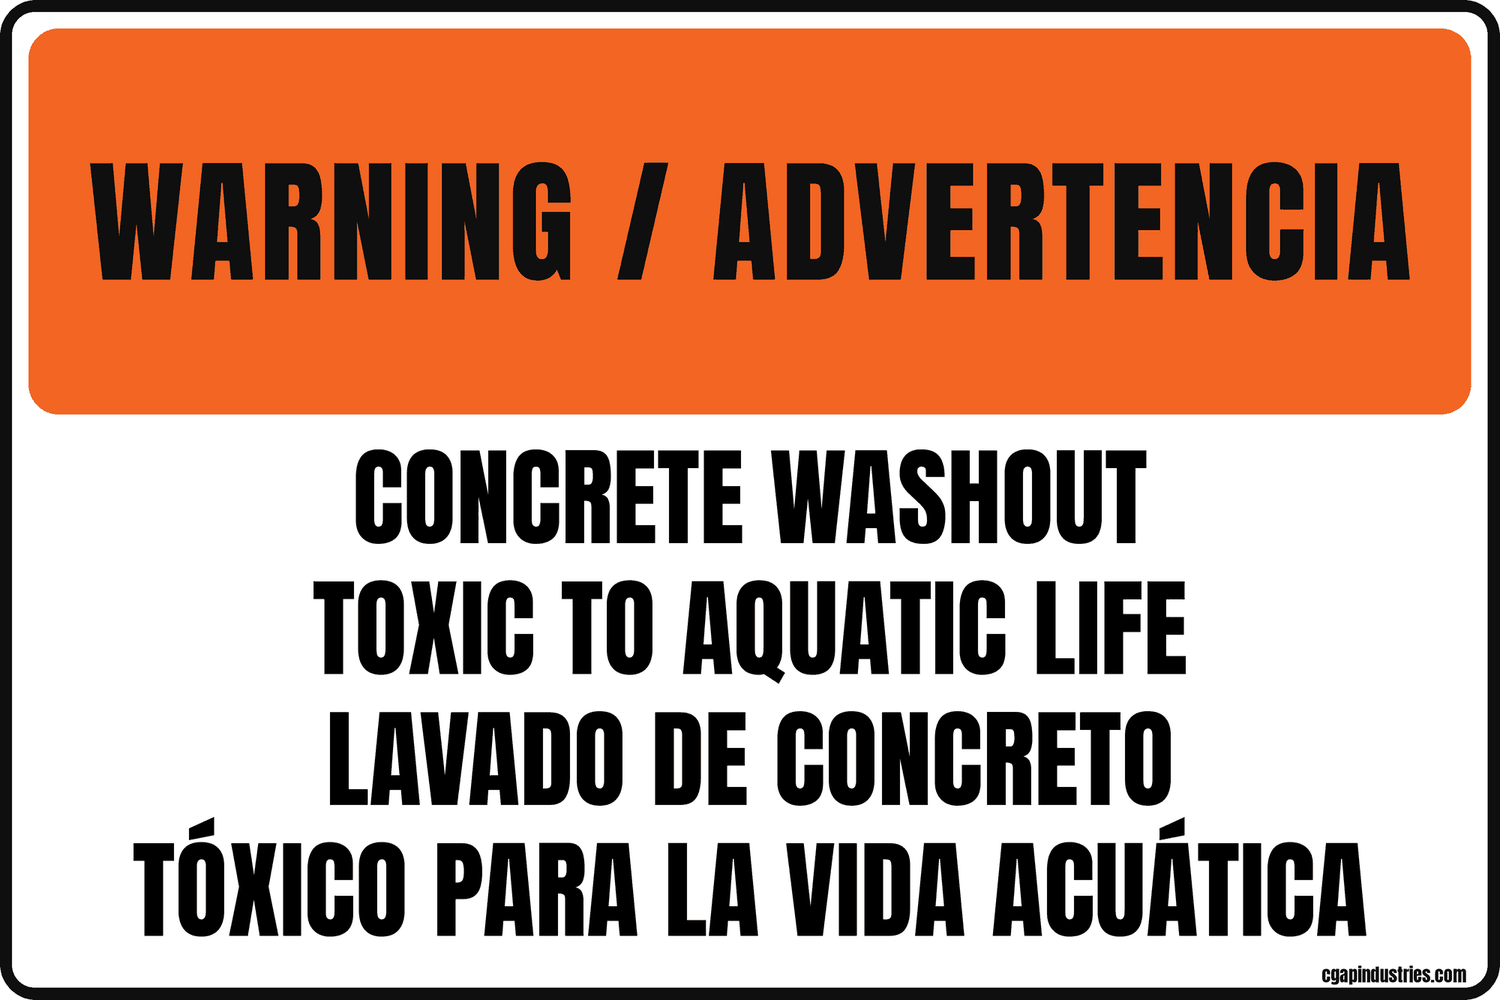 WARNING / ADVERTENCIA
CONCRETE WASHOUT
TOXIC TO AQUATIC LIFE
LAVADO DE CONCRETO
TÓXICO PARA LA VIDA ACUÁTICA
cgapindustries.com